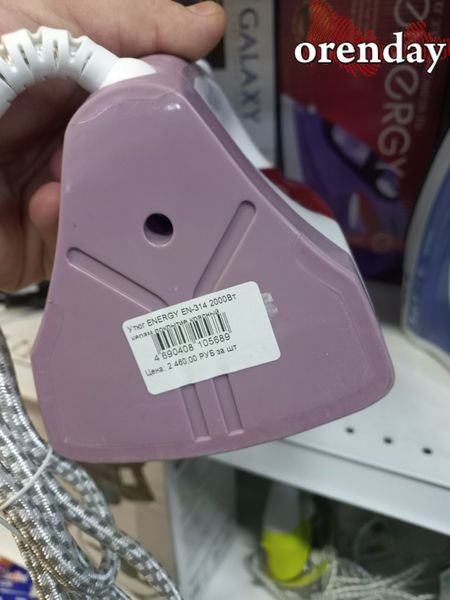 orenday
GALAXY
ENERGY
Утюг ENERGY EN-314 2000Вт
4 690408 105689
Цена: 2 460,00 РУБ за шт